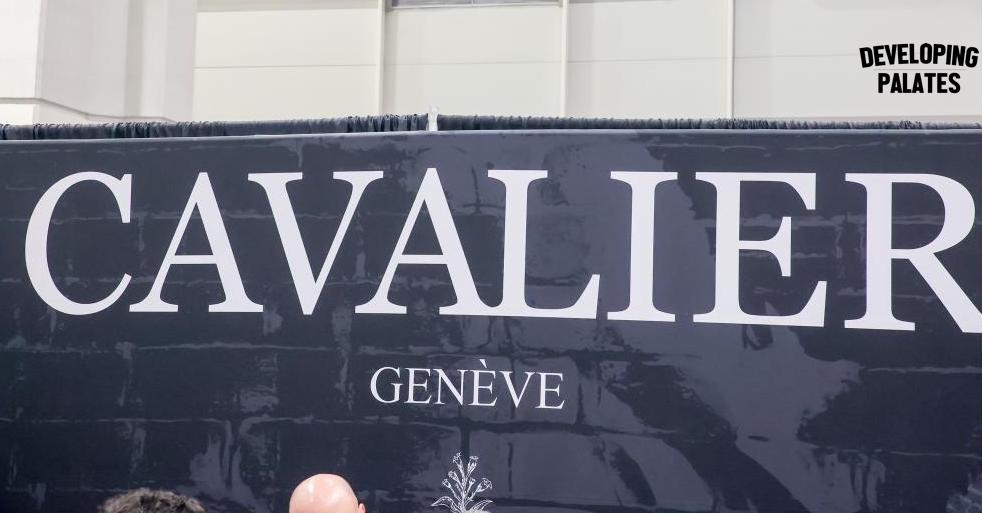 DEVELOPING
PALATES
CAVALIER
GENÈVE